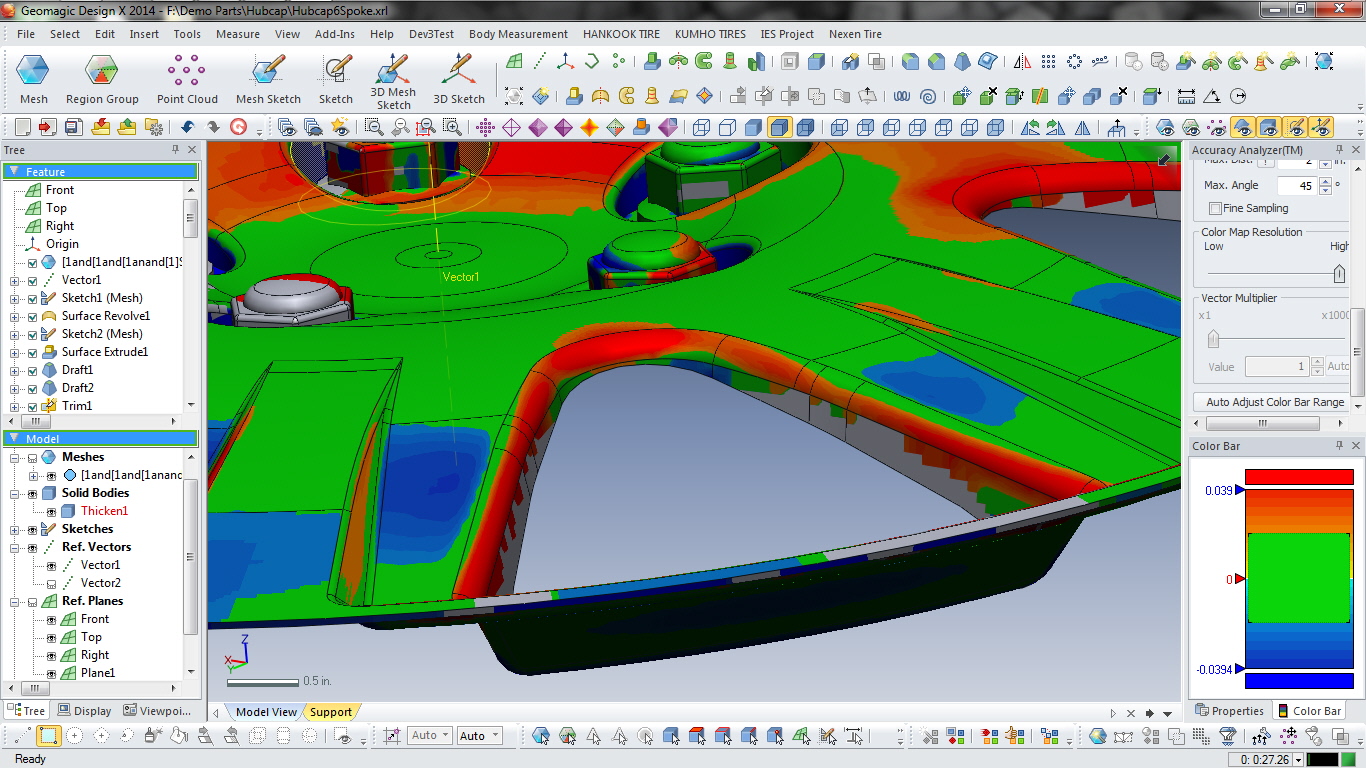 Geomagic Design X 2014 - F:\Demo Parts\Hubcap\Hubcap6Spoke.xrl
File Select Edit Insert Tools Measure View Add-Ins Help Dev3Test Body Measurement HANKOOK TIRE KUMHO TIRES IES Project Nexen Tire
Mesh Region Group Point Cloud Mesh Sketch Sketch 3D Mesh Sketch 3D Sketch
Tree
Feature
Front
Top
Right
Origin
[1and[1and[1anand[1]S
Vector1
Sketch1 (Mesh)
Surface Revolve1
Sketch2 (Mesh)
Surface Extrude1
Draft1
Draft2
Trim1
Model
Meshes
[1and[1and[1anand
Solid Bodies
Thicken1
Sketches
Ref. Vectors
Vector1
Vector2
Ref. Planes
Front
Top
Right
Plane1
Tree Display Viewpoi...
Vector1
Z
X
Y
0.5 in.
Model View Support
Accuracy Analyzer(TM)
Max. Dist. ! 2 in.
Max. Angle 45 °
Fine Sampling
Color Map Resolution
Low High
Vector Multiplier
x1 x1000
Value 1 Auto
Auto Adjust Color Bar Range
Color Bar
0.039
0
-0.0394
Properties Color Bar
Auto Auto
Ready
0: 0:27.26